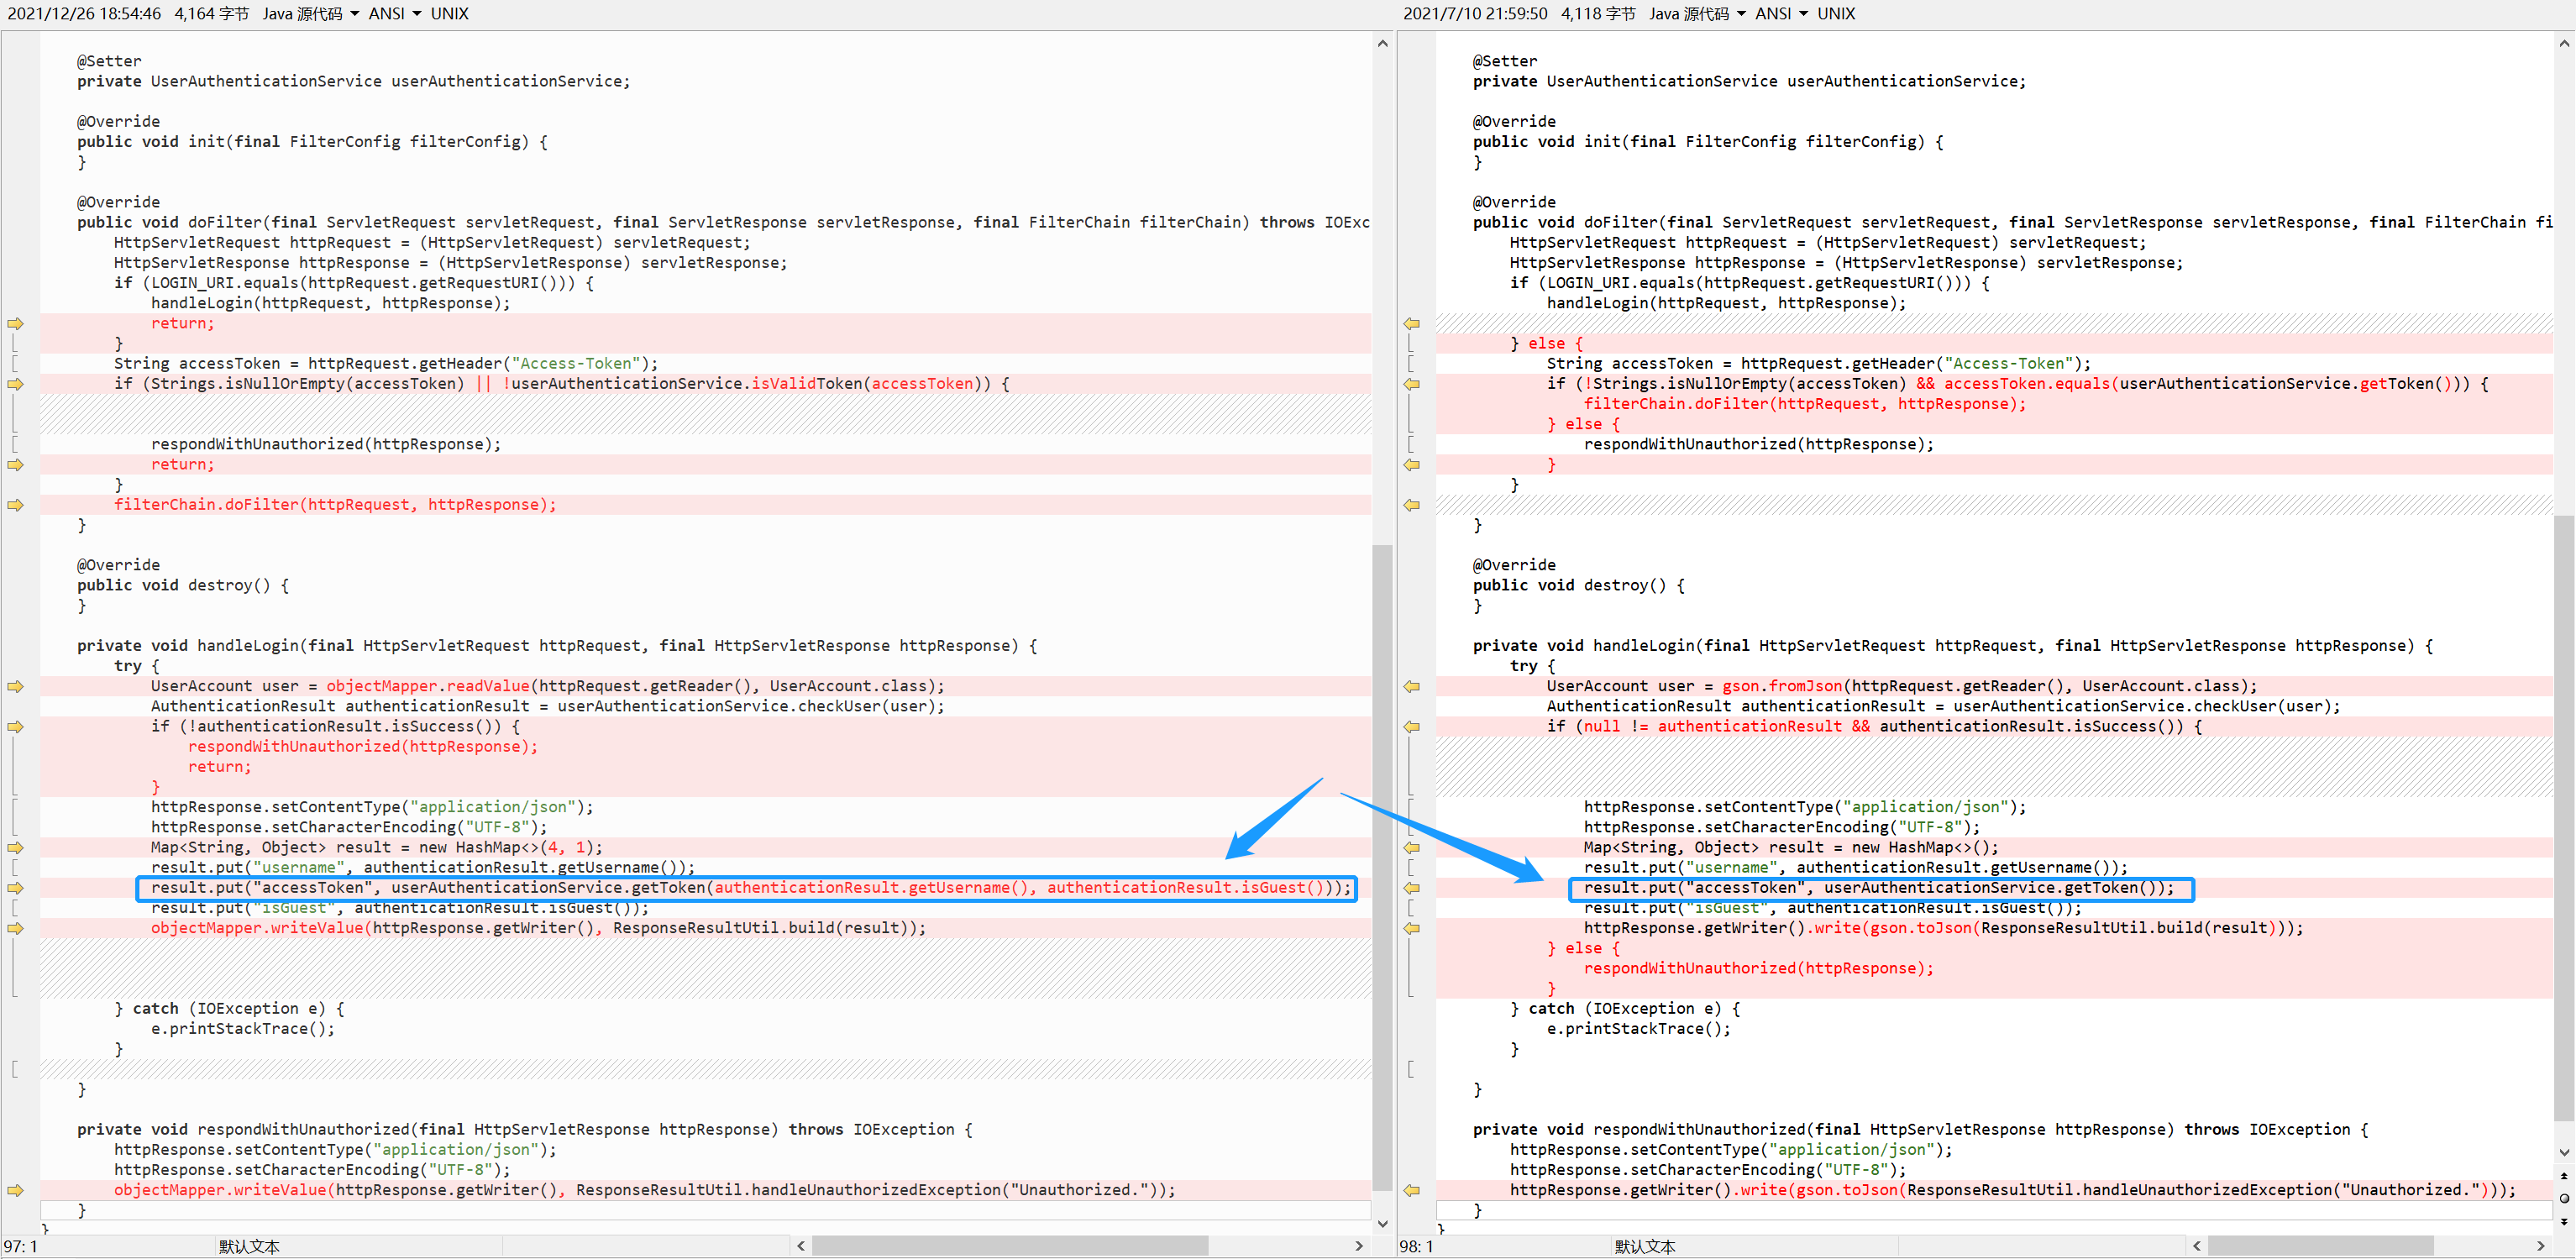 2021/12/26 18:54:46 4,164 字节 Java 源代码 ANSI UNIX
@Setter
private UserAuthenticationService userAuthenticationService;
@Override
public void init(final FilterConfig filterConfig) {
}
@Override
public void doFilter(final ServletRequest servletRequest, final ServletResponse servletResponse, final FilterChain filterChain) throws IOExc
HttpServletRequest httpRequest = (HttpServletRequest) servletRequest;
HttpServletResponse httpResponse = (HttpServletResponse) servletResponse;
if (LOGIN_URI.equals(httpRequest.getRequestURI())) {
handleLogin(httpRequest, httpResponse);
return;
}
String accessToken = httpRequest.getHeader("Access-Token");
if (Strings.isNullOrEmpty(accessToken) || !userAuthenticationService.isValidToken(accessToken)) {
respondWithUnauthorized(httpResponse);
return;
}
filterChain.doFilter(httpRequest, httpResponse);
}
@Override
public void destroy() {
}
private void handleLogin(final HttpServletRequest httpRequest, final HttpServletResponse httpResponse) {
try {
UserAccount user = objectMapper.readValue(httpRequest.getReader(), UserAccount.class);
AuthenticationResult authenticationResult = userAuthenticationService.checkUser(user);
if (!authenticationResult.isSuccess()) {
respondWithUnauthorized(httpResponse);
return;
}
httpResponse.setContentType("application/json");
httpResponse.setCharacterEncoding("UTF-8");
Map<String, Object> result = new HashMap<>(4, 1);
result.put("username", authenticationResult.getUsername());
result.put("accessToken", userAuthenticationService.getToken(authenticationResult.getUsername(), authenticationResult.isGuest()));
result.put("isGuest", authenticationResult.isGuest());
objectMapper.writeValue(httpResponse.getWriter(), ResponseResultUtil.build(result));
} catch (IOException e) {
e.printStackTrace();
}
}
private void respondWithUnauthorized(final HttpServletResponse httpResponse) throws IOException {
httpResponse.setContentType("application/json");
httpResponse.setCharacterEncoding("UTF-8");
objectMapper.writeValue(httpResponse.getWriter(), ResponseResultUtil.handleUnauthorizedException("Unauthorized."));
}
}
97: 1 默认文本
2021/7/10 21:59:50 4,118 字节 Java 源代码 ANSI UNIX
@Setter
private UserAuthenticationService userAuthenticationService;
@Override
public void init(final FilterConfig filterConfig) {
}
@Override
public void doFilter(final ServletRequest servletRequest, final ServletResponse servletResponse, final FilterChain fi
HttpServletRequest httpRequest = (HttpServletRequest) servletRequest;
HttpServletResponse httpResponse = (HttpServletResponse) servletResponse;
if (LOGIN_URI.equals(httpRequest.getRequestURI())) {
handleLogin(httpRequest, httpResponse);
} else {
String accessToken = httpRequest.getHeader("Access-Token");
if (!Strings.isNullOrEmpty(accessToken) && accessToken.equals(userAuthenticationService.getToken())) {
filterChain.doFilter(httpRequest, httpResponse);
} else {
respondWithUnauthorized(httpResponse);
}
}
}
@Override
public void destroy() {
}
private void handleLogin(final HttpServletRequest httpRequest, final HttpServletResponse httpResponse) {
try {
UserAccount user = gson.fromJson(httpRequest.getReader(), UserAccount.class);
AuthenticationResult authenticationResult = userAuthenticationService.checkUser(user);
if (null != authenticationResult && authenticationResult.isSuccess()) {
httpResponse.setContentType("application/json");
httpResponse.setCharacterEncoding("UTF-8");
Map<String, Object> result = new HashMap<>();
result.put("username", authenticationResult.getUsername());
result.put("accessToken", userAuthenticationService.getToken());
result.put("isGuest", authenticationResult.isGuest());
httpResponse.getWriter().write(gson.toJson(ResponseResultUtil.build(result)));
} else {
respondWithUnauthorized(httpResponse);
}
} catch (IOException e) {
e.printStackTrace();
}
}
private void respondWithUnauthorized(final HttpServletResponse httpResponse) throws IOException {
httpResponse.setContentType("application/json");
httpResponse.setCharacterEncoding("UTF-8");
httpResponse.getWriter().write(gson.toJson(ResponseResultUtil.handleUnauthorizedException("Unauthorized.")));
}
}
98: 1 默认文本